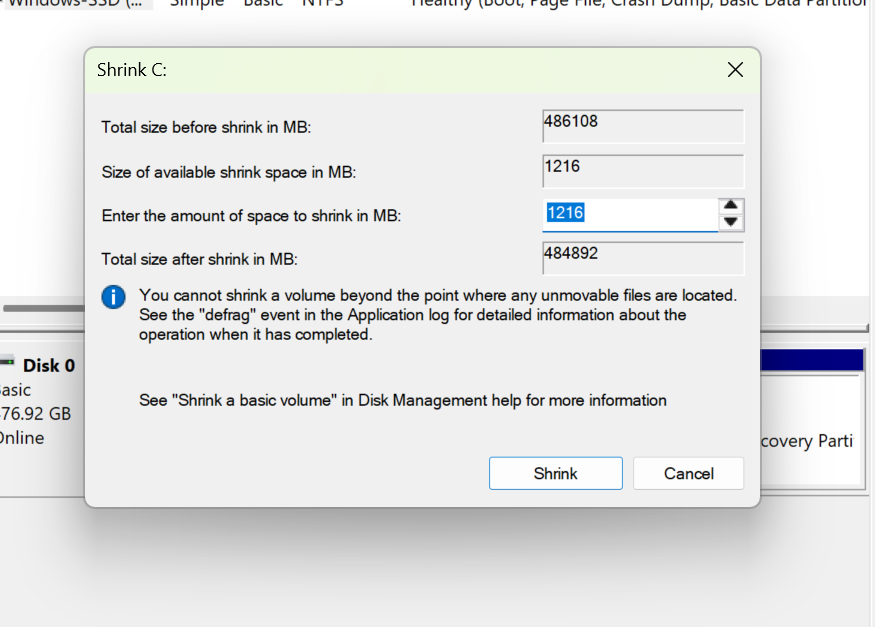 Windows-SSD (... Simple Basic NTFS Healthy (Boot, Page File, Crash Dump, Basic Data Partition
Shrink C:
Total size before shrink in MB: 486108
Size of available shrink space in MB: 1216
Enter the amount of space to shrink in MB: 1216
Total size after shrink in MB: 484892
You cannot shrink a volume beyond the point where any unmovable files are located.
See the "defrag" event in the Application log for detailed information about the
operation when it has completed.
See "Shrink a basic volume" in Disk Management help for more information
Shrink Cancel
Disk 0
asic
76.92 GB
Online
covery Parti